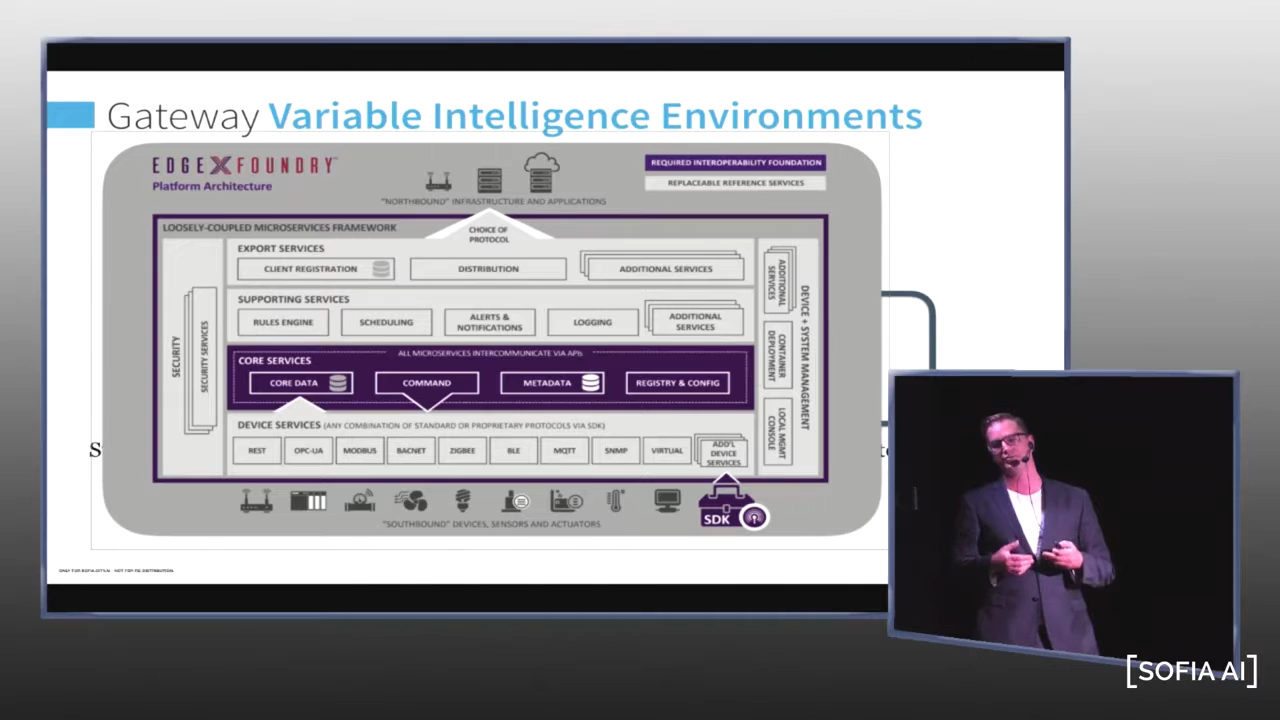 Gateway Variable Intelligence Environments
EDGE X FOUNDRY™
Platform Architecture
REQUIRED INTEROPERABILITY FOUNDATION
REPLACEABLE REFERENCE SERVICES
"NORTHBOUND" INFRASTRUCTURE AND APPLICATIONS
LOOSELY-COUPLED MICROSERVICES FRAMEWORK
CHOICE OF
PROTOCOL
EXPORT SERVICES
CLIENT REGISTRATION
DISTRIBUTION
ADDITIONAL SERVICES
SUPPORTING SERVICES
RULES ENGINE
SCHEDULING
ALERTS &
NOTIFICATIONS
LOGGING
ADDITIONAL
SERVICES
CORE SERVICES
ALL MICROSERVICES INTERCOMMUNICATE VIA APIs
CORE DATA
COMMAND
METADATA
REGISTRY & CONFIG
DEVICE SERVICES (ANY COMBINATION OF STANDARD OR PROPRIETARY PROTOCOLS VIA SDK)
REST
OPC-UA
MODBUS
BACNET
ZIGBEE
BLE
MQTT
SNMP
VIRTUAL
ADD'L
DEVICE
SERVICES
SECURITY
SECURITY SERVICES
ADDITIONAL
SERVICES
CONTAINER
DEPLOYMENT
LOCAL MGMT
CONSOLE
DEVICE + SYSTEM MANAGEMENT
S
"SOUTHBOUND" DEVICES, SENSORS AND ACTUATORS
SDK
[SOFIA AI]